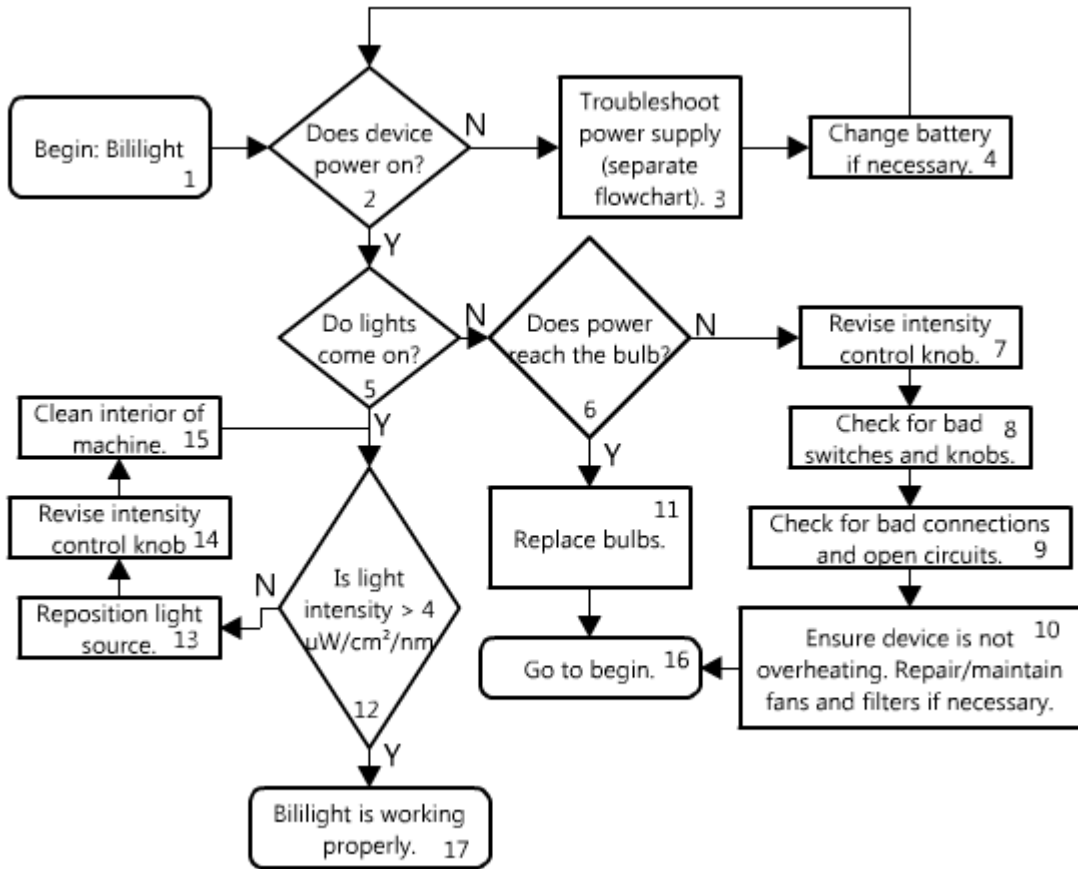 Begin: Bililight
1
Does device
power on?
2
N
Troubleshoot
power supply
(separate
flowchart). 3
Change battery
if necessary. 4
Y
Do lights
come on?
5
N
Does power
reach the bulb?
6
N
Revise intensity
control knob. 7
Check for bad 8
switches and knobs.
Check for bad connections
and open circuits. 9
Ensure device is not 10
overheating. Repair/maintain
fans and filters if necessary.
Y
11
Replace bulbs.
Go to begin. 16
Y
Clean interior of
machine. 15
Revise intensity
control knob 14
Reposition light
source. 13
N
Is light
intensity > 4
µW/cm²/nm
12
Y
Bililight is working
properly. 17